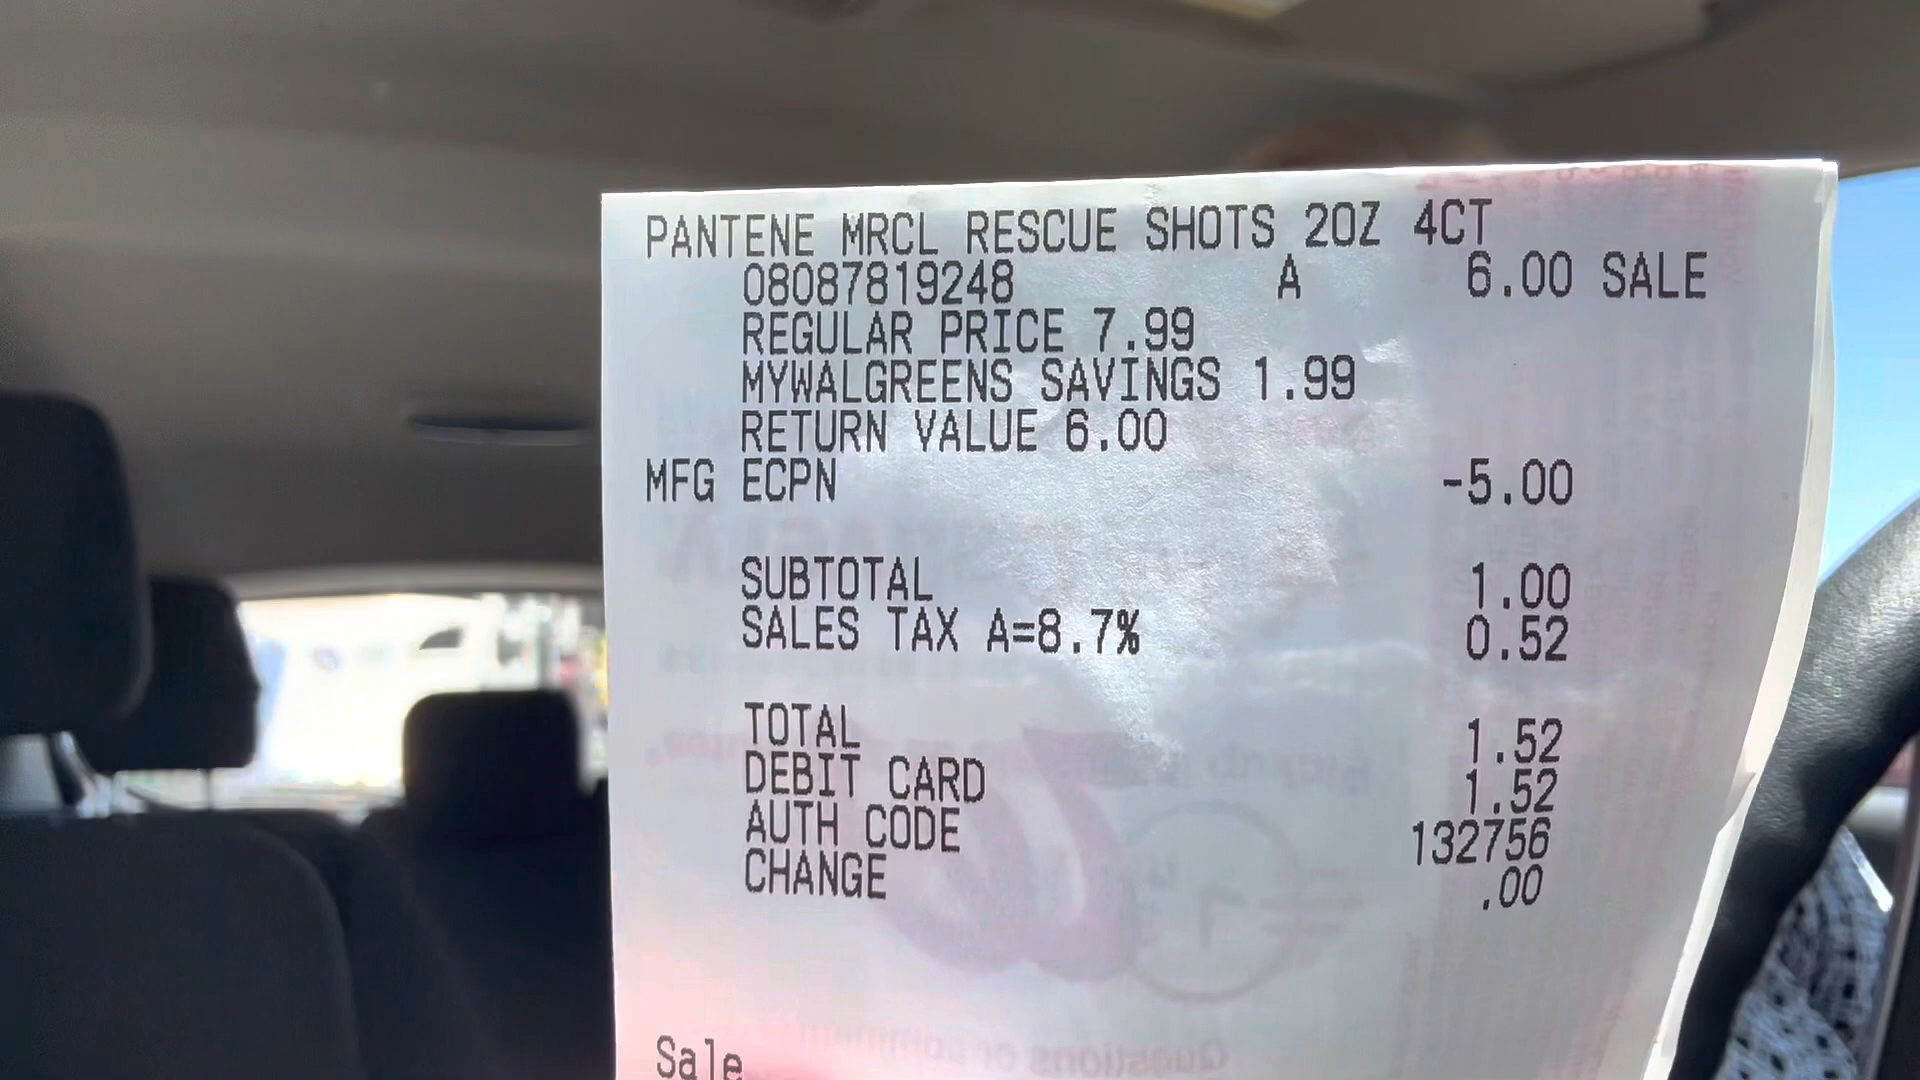 PANTENE MRCL RESCUE SHOTS 2OZ 4CT
08087819248 A 6.00 SALE
REGULAR PRICE 7.99
MYWALGREENS SAVINGS 1.99
RETURN VALUE 6.00
MFG ECPN -5.00
SUBTOTAL 1.00
SALES TAX A=8.7% 0.52
TOTAL 1.52
DEBIT CARD 1.52
AUTH CODE 132756
CHANGE .00
Sale